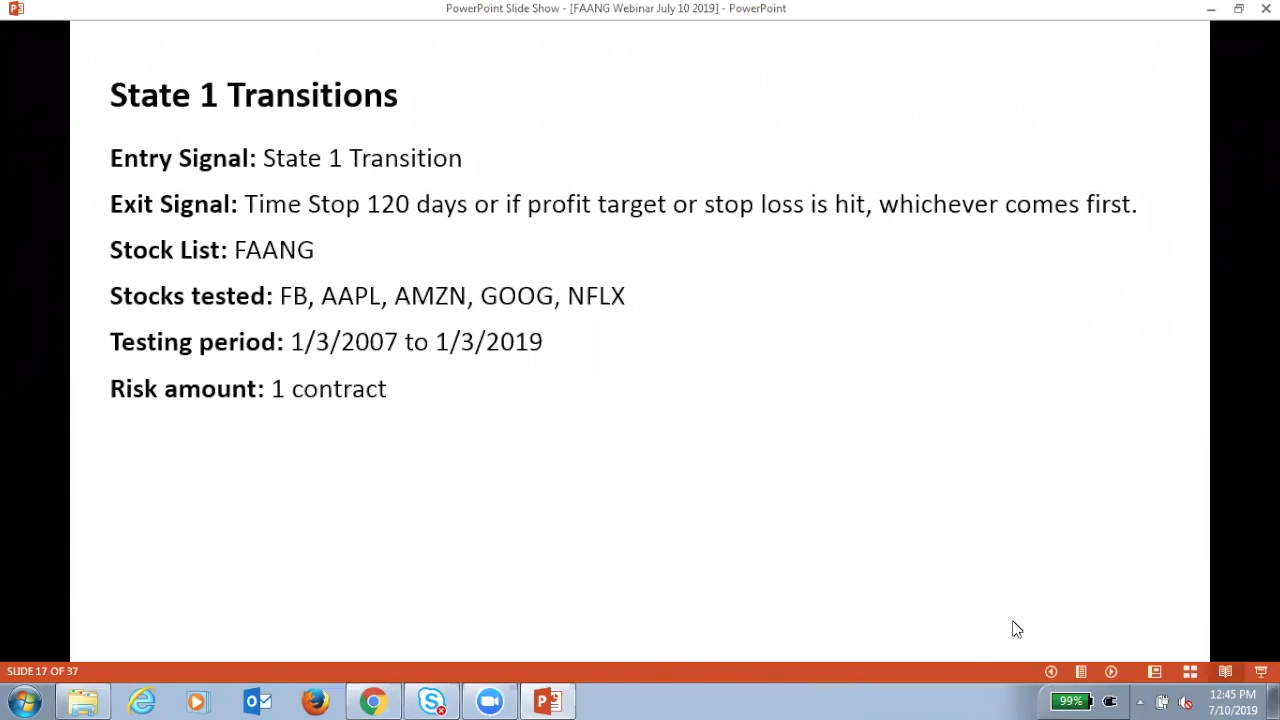 PowerPoint Slide Show - [FAANG Webinar July 10 2019] - PowerPoint
State 1 Transitions
Entry Signal: State 1 Transition
Exit Signal: Time Stop 120 days or if profit target or stop loss is hit, whichever comes first.
Stock List: FAANG
Stocks tested: FB, AAPL, AMZN, GOOG, NFLX
Testing period: 1/3/2007 to 1/3/2019
Risk amount: 1 contract
SLIDE 17 OF 37
99%
12:45 PM
7/10/2019